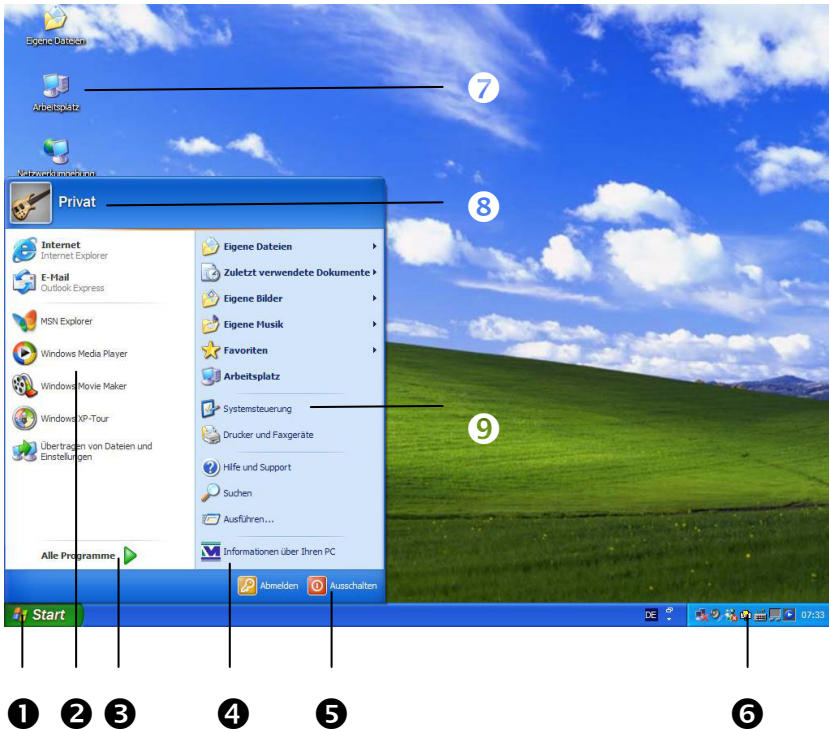 Eigene Dateien
Arbeitsplatz
7
Netzwerkumgebung
Privat
8
Internet
Internet Explorer
E-Mail
Outlook Express
MSN Explorer
Windows Media Player
Windows Movie Maker
Windows XP-Tour
Übertragen von Dateien und
Einstellungen
Alle Programme
Eigene Dateien
Zuletzt verwendete Dokumente
Eigene Bilder
Eigene Musik
Favoriten
Arbeitsplatz
Systemsteuerung
9
Drucker und Faxgeräte
Hilfe und Support
Suchen
Ausführen...
Informationen über Ihren PC
Abmelden Ausschalten
Start DE 07:33
1 2 3 4 5 6